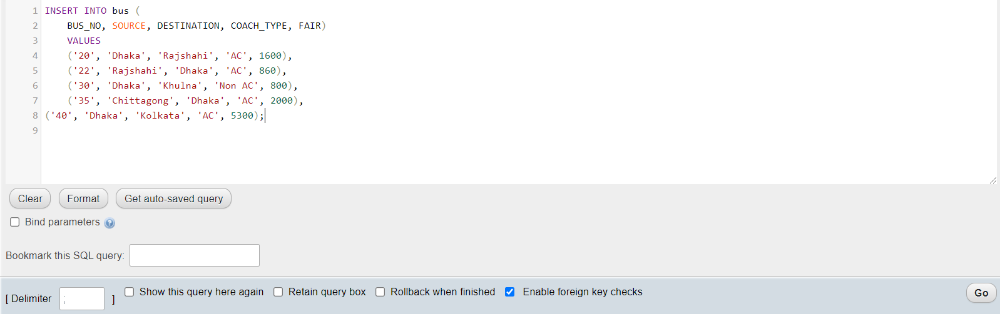 1 INSERT INTO bus (
2 BUS_NO, SOURCE, DESTINATION, COACH_TYPE, FAIR)
3 VALUES
4 ('20', 'Dhaka', 'Rajshahi', 'AC', 1600),
5 ('22', 'Rajshahi', 'Dhaka', 'AC', 860),
6 ('30', 'Dhaka', 'Khulna', 'Non AC', 800),
7 ('35', 'Chittagong', 'Dhaka', 'AC', 2000),
8 ('40', 'Dhaka', 'Kolkata', 'AC', 5300);
9
Clear Format Get auto-saved query
Bind parameters ?
Bookmark this SQL query:
[ Delimiter ; ] Show this query here again Retain query box Rollback when finished Enable foreign key checks Go